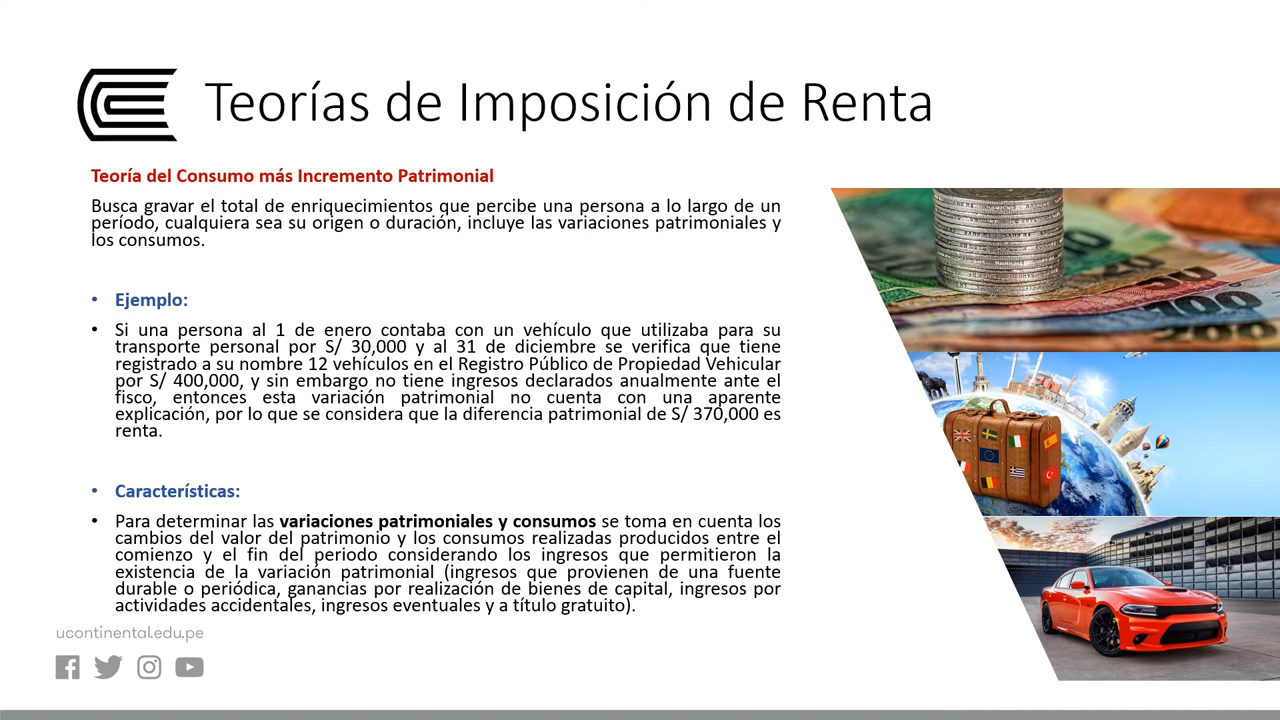 Teorías de Imposición de Renta
Teoría del Consumo más Incremento Patrimonial
Busca gravar el total de enriquecimientos que percibe una persona a lo largo de un
período, cualquiera sea su origen o duración, incluye las variaciones patrimoniales y
los consumos.
• Ejemplo:
• Si una persona al 1 de enero contaba con un vehículo que utilizaba para su
transporte personal por S/ 30,000 y al 31 de diciembre se verifica que tiene
registrado a su nombre 12 vehículos en el Registro Público de Propiedad Vehicular
por S/ 400,000, y sin embargo no tiene ingresos declarados anualmente ante el
fisco, entonces esta variación patrimonial no cuenta con una aparente
explicación, por lo que se considera que la diferencia patrimonial de S/ 370,000 es
renta.
• Características:
• Para determinar las variaciones patrimoniales y consumos se toma en cuenta los
cambios del valor del patrimonio y los consumos realizadas producidos entre el
comienzo y el fin del periodo considerando los ingresos que permitieron la
existencia de la variación patrimonial (ingresos que provienen de una fuente
durable o periódica, ganancias por realización de bienes de capital, ingresos por
actividades accidentales, ingresos eventuales y a título gratuito).
ucontinental.edu.pe
100